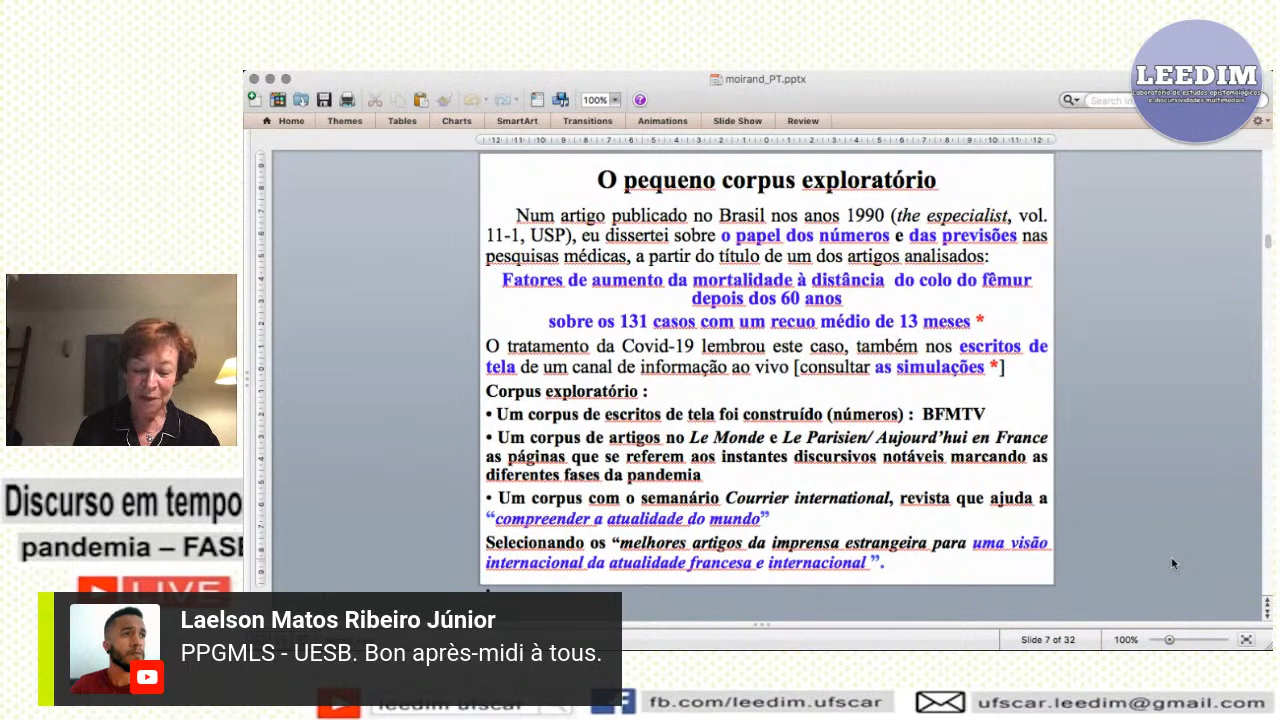 moirand_PT.pptx
LEEDIM
Laboratório de estudos epistemológicos
e discursividades multimodais
100%
Home Themes Tables Charts SmartArt Transitions Animations Slide Show Review
O pequeno corpus exploratório
Num artigo publicado no Brasil nos anos 1990 (the especialist, vol.
11-1, USP), eu dissertei sobre o papel dos números e das previsões nas
pesquisas médicas, a partir do título de um dos artigos analisados:
Fatores de aumento da mortalidade à distância do colo do fêmur
depois dos 60 anos
sobre os 131 casos com um recuo médio de 13 meses *
O tratamento da Covid-19 lembrou este caso, também nos escritos de
tela de um canal de informação ao vivo [consultar as simulações *]
Corpus exploratório :
• Um corpus de escritos de tela foi construído (números) : BFMTV
• Um corpus de artigos no Le Monde e Le Parisien/ Aujourd’hui en France
as páginas que se referem aos instantes discursivos notáveis marcando as
diferentes fases da pandemia
• Um corpus com o semanário Courrier international, revista que ajuda a
“compreender a atualidade do mundo”
Selecionando os “melhores artigos da imprensa estrangeira para uma visão
internacional da atualidade francesa e internacional ”.
Discurso em tempo
pandemia – FASE
LIVE
Laelson Matos Ribeiro Júnior
PPGMLS - UESB. Bon après-midi à tous.
Slide 7 of 32 100%
leedim ufscar
fb.com/leedim.ufscar
ufscar.leedim@gmail.com